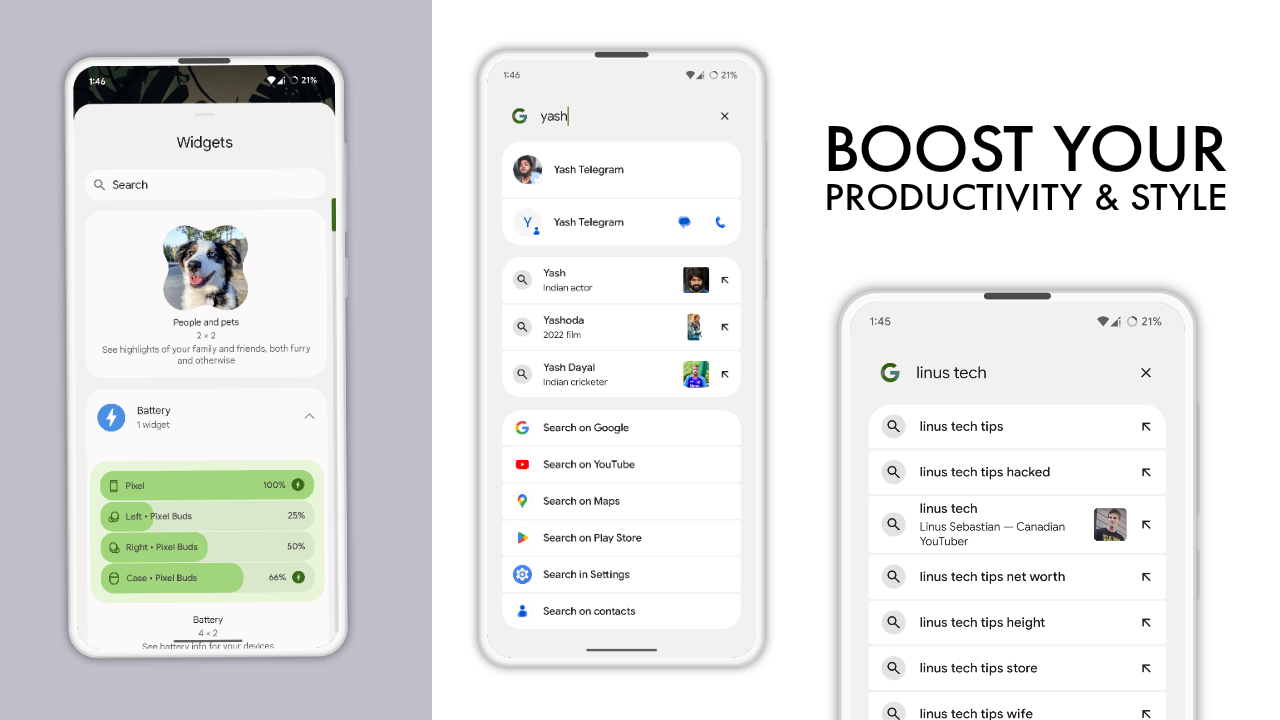 1:46
21%
Widgets
Search
People and pets
2 × 2
See highlights of your family and friends, both furry
and otherwise
Battery
1 widget
Pixel 100%
Left • Pixel Buds 25%
Right • Pixel Buds 50%
Case • Pixel Buds 66%
Battery
4 × 2
See battery info for your devices
1:46
21%
yash
Yash Telegram
Y Yash Telegram
Yash
Indian actor
Yashoda
2022 film
Yash Dayal
Indian cricketer
Search on Google
Search on YouTube
Search on Maps
Search on Play Store
Search in Settings
Search on contacts
BOOST YOUR
PRODUCTIVITY & STYLE
1:45
21%
linus tech
linus tech tips
linus tech tips hacked
linus tech
Linus Sebastian — Canadian
YouTuber
linus tech tips net worth
linus tech tips height
linus tech tips store
linus tech tips wife